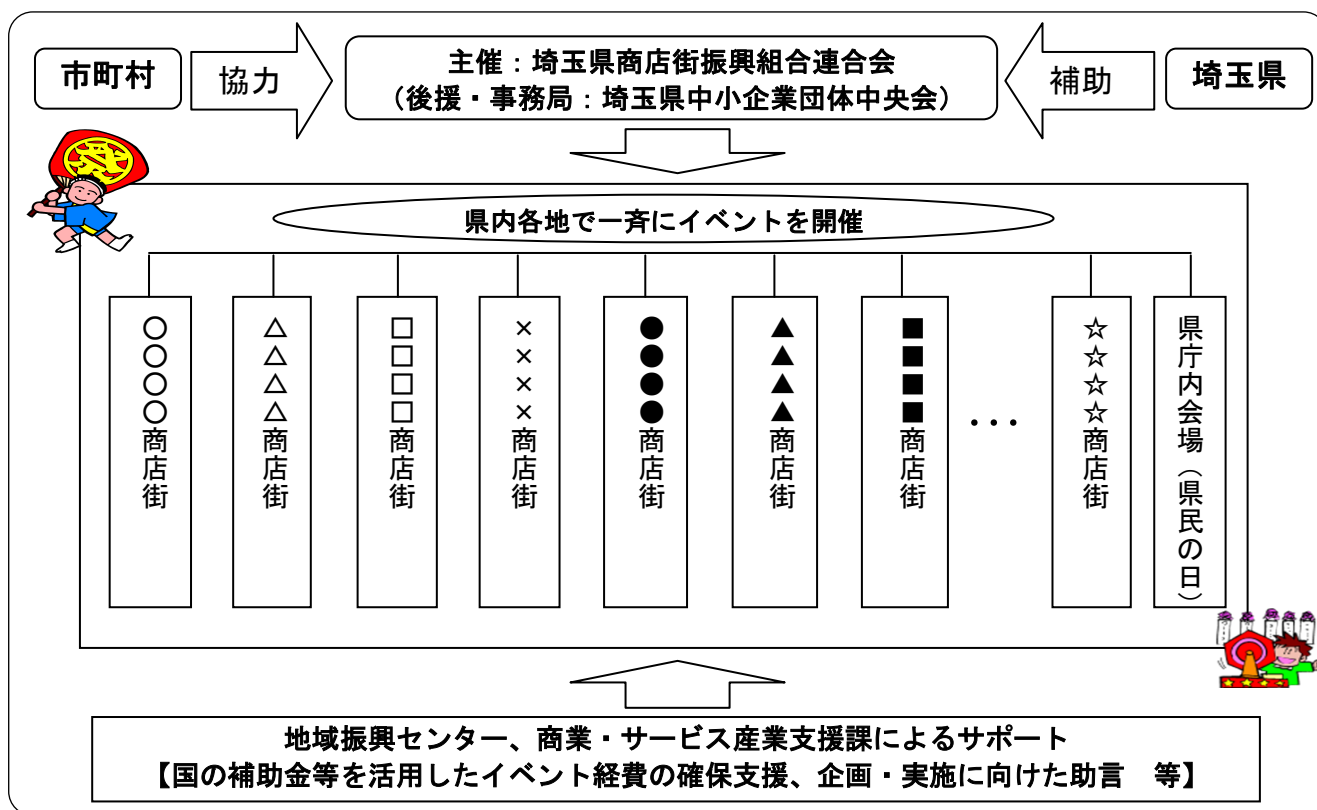 市町村
協力
主催：埼玉県商店街振興組合連合会
（後援・事務局：埼玉県中小企業団体中央会）
補助
埼玉県
県内各地で一斉にイベントを開催
〇〇〇〇商店街
△△△△商店街
□□□□商店街
××××商店街
●●●●商店街
▲▲▲▲商店街
■■■■商店街
・・・
☆☆☆☆商店街
県庁内会場（県民の日）
地域振興センター、商業・サービス産業支援課によるサポート
【国の補助金等を活用したイベント経費の確保支援、企画・実施に向けた助言　等】